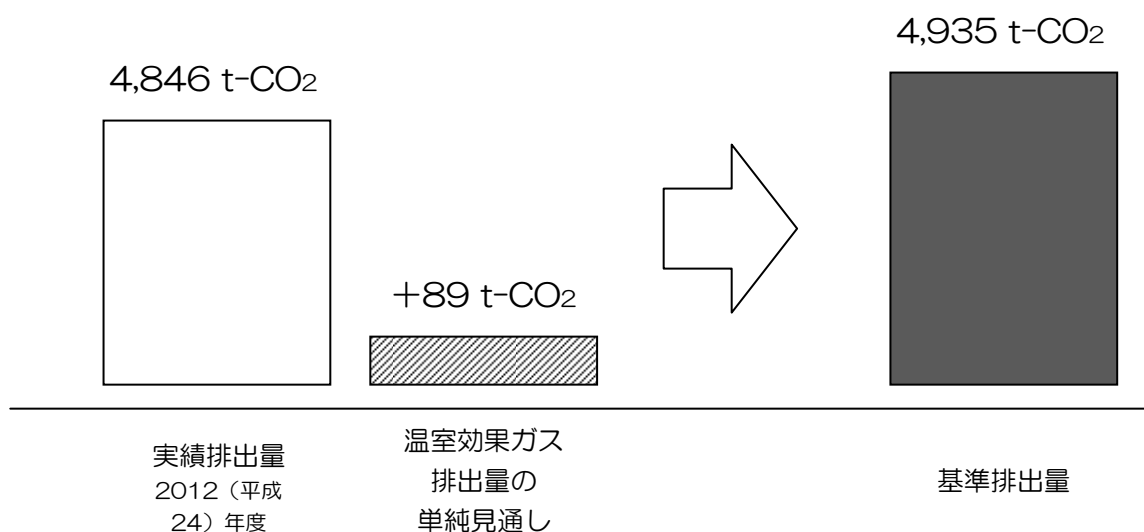 4,935 t-CO2
4,846 t-CO2
+89 t-CO2
実績排出量
2012（平成
24）年度
温室効果ガス
排出量の
単純見通し
基準排出量